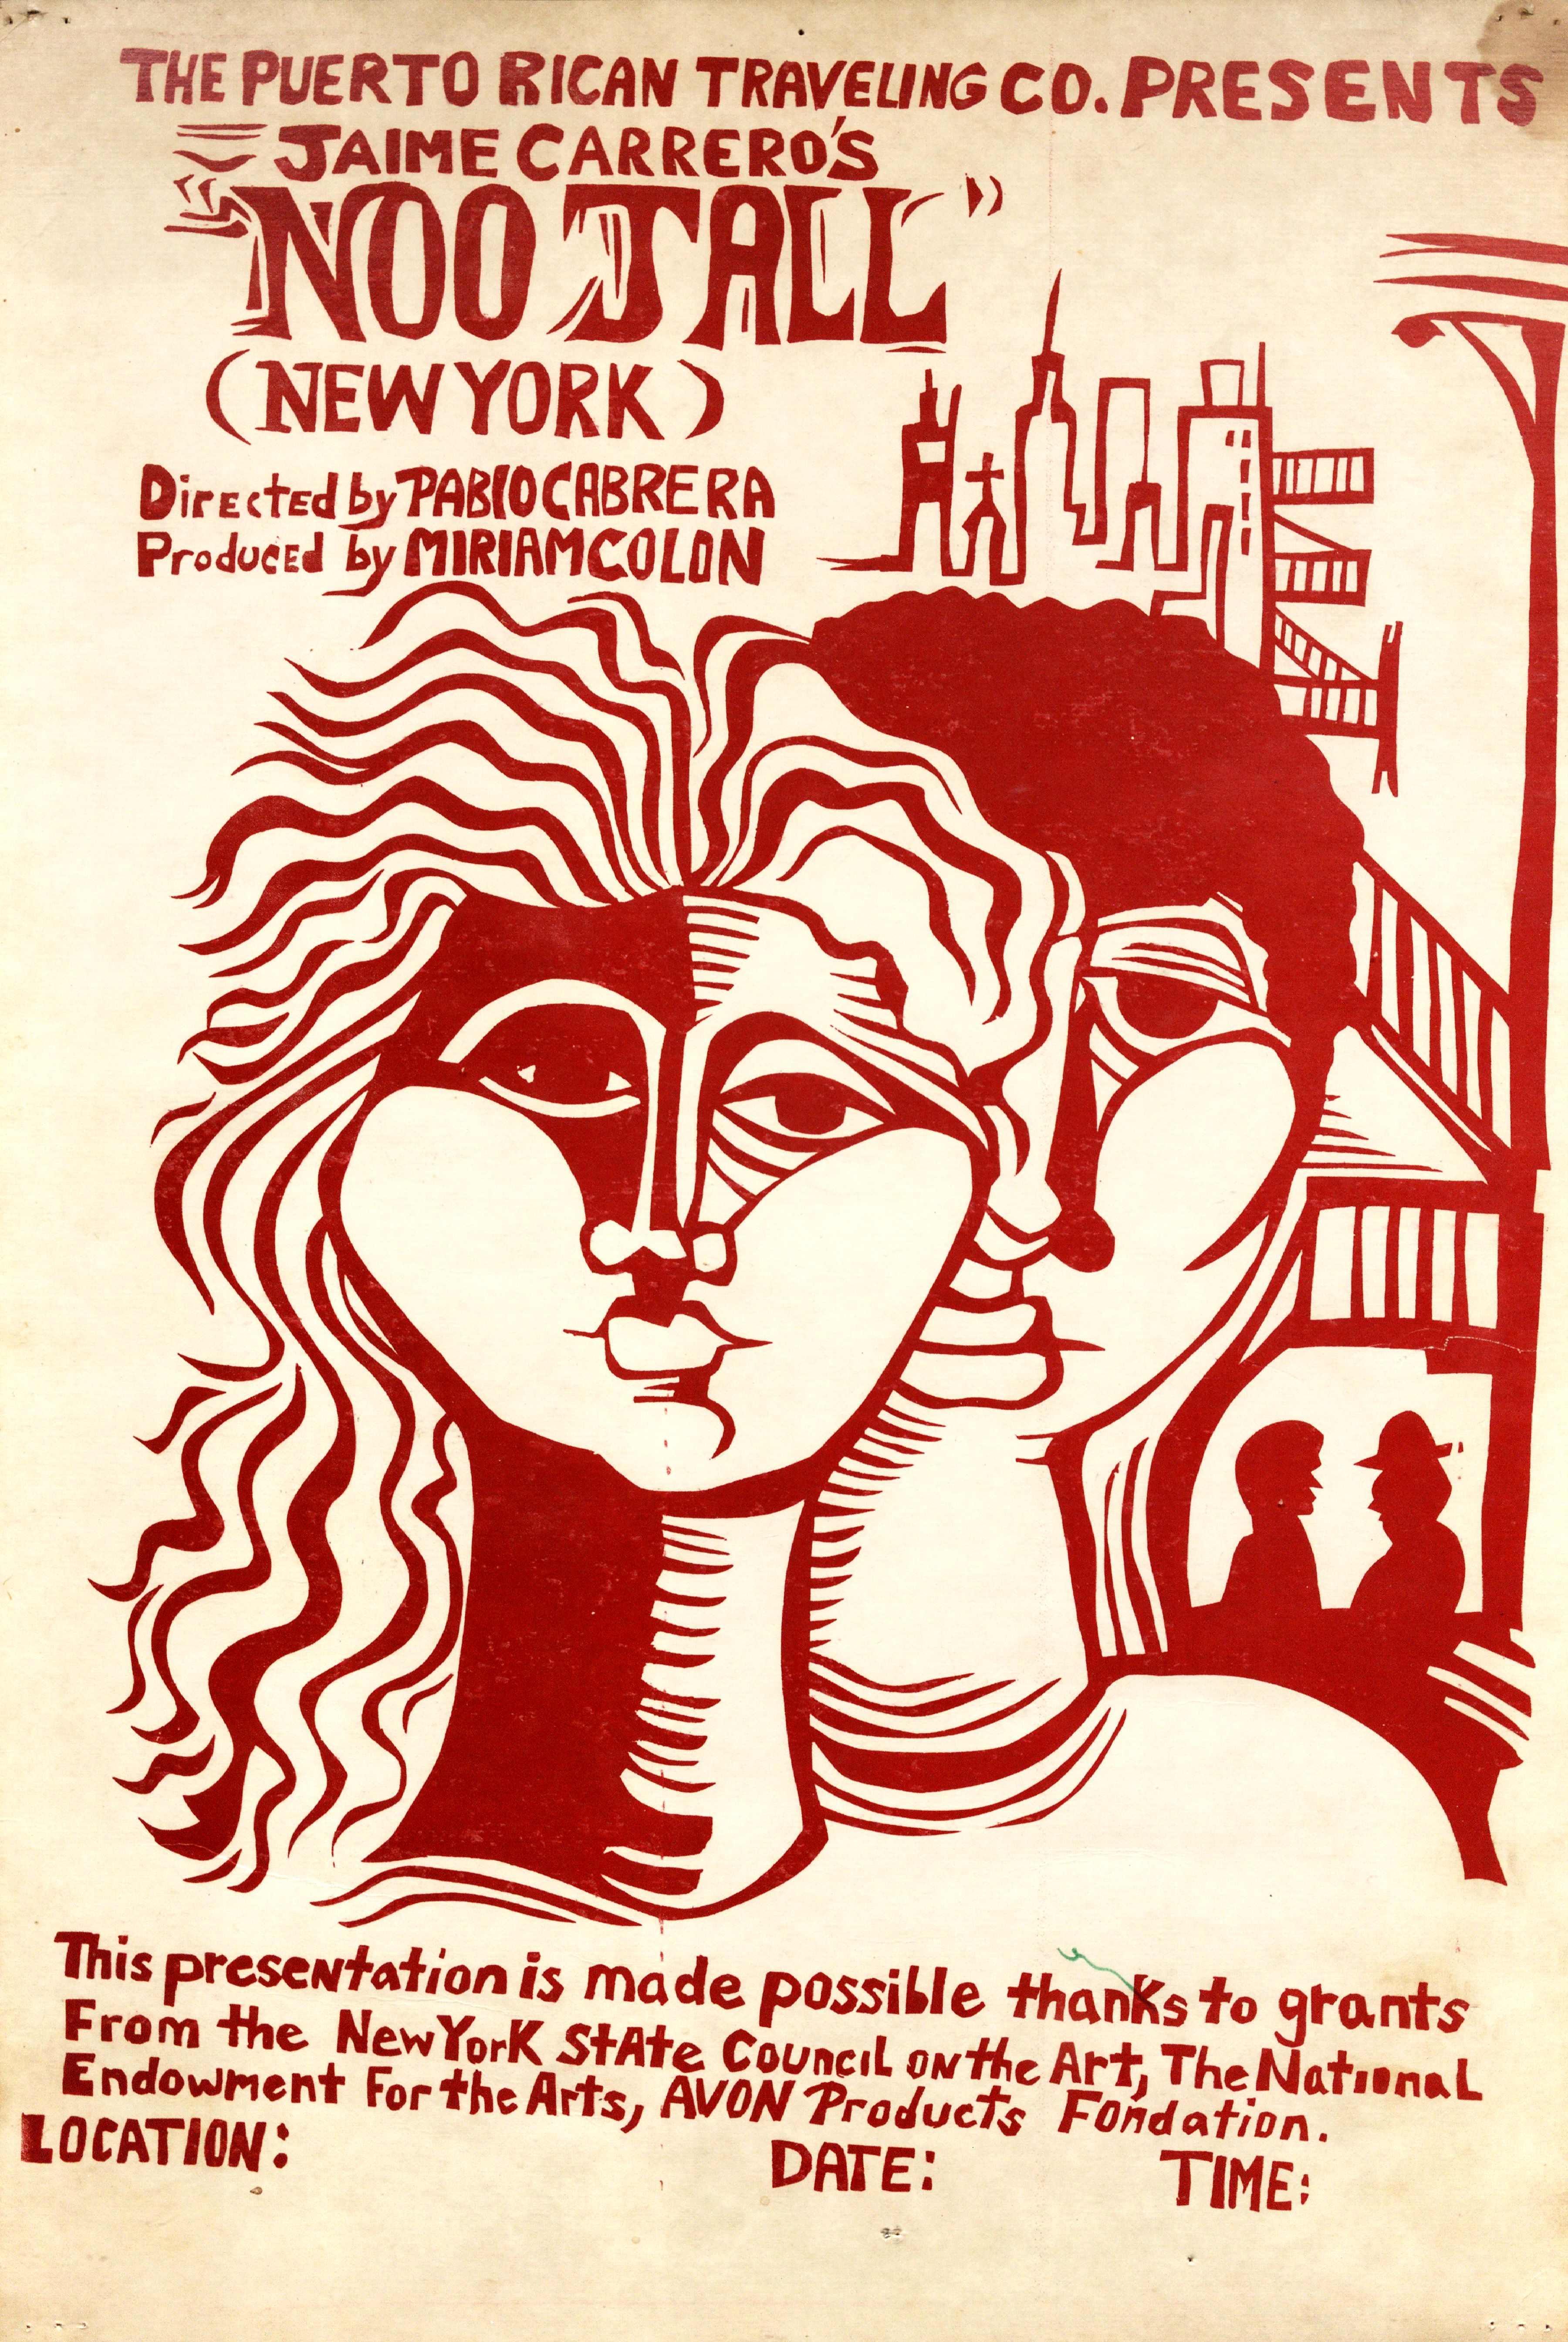 THE PUERTO RICAN TRAVELING CO. PRESENTS
JAIME CARRERO'S
"NOO JALL"
(NEW YORK)
Directed by PABLO CABRERA
Produced by MIRIAM COLON
This presentation is made possible thanks to grants
From the New York State Council on the Art, The National
Endowment For the Arts, AVON Products Fondation.
LOCATION: DATE: TIME: